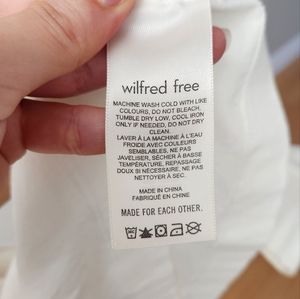 wilfred free
MACHINE WASH COLD WITH LIKE
COLOURS, DO NOT BLEACH,
TUMBLE DRY LOW, COOL IRON
ONLY IF NEEDED, DO NOT DRY
CLEAN.
LAVER À LA MACHINE À L'EAU
FROIDE AVEC COULEURS
SEMBLABLES, NE PAS
JAVELISER, SÉCHER À BASSE
TEMPÉRATURE, REPASSAGE
DOUX SI NÉCESSAIRE, NE PAS
NETTOYER À SEC.
MADE IN CHINA
FABRIQUÉ EN CHINE
MADE FOR EACH OTHER.